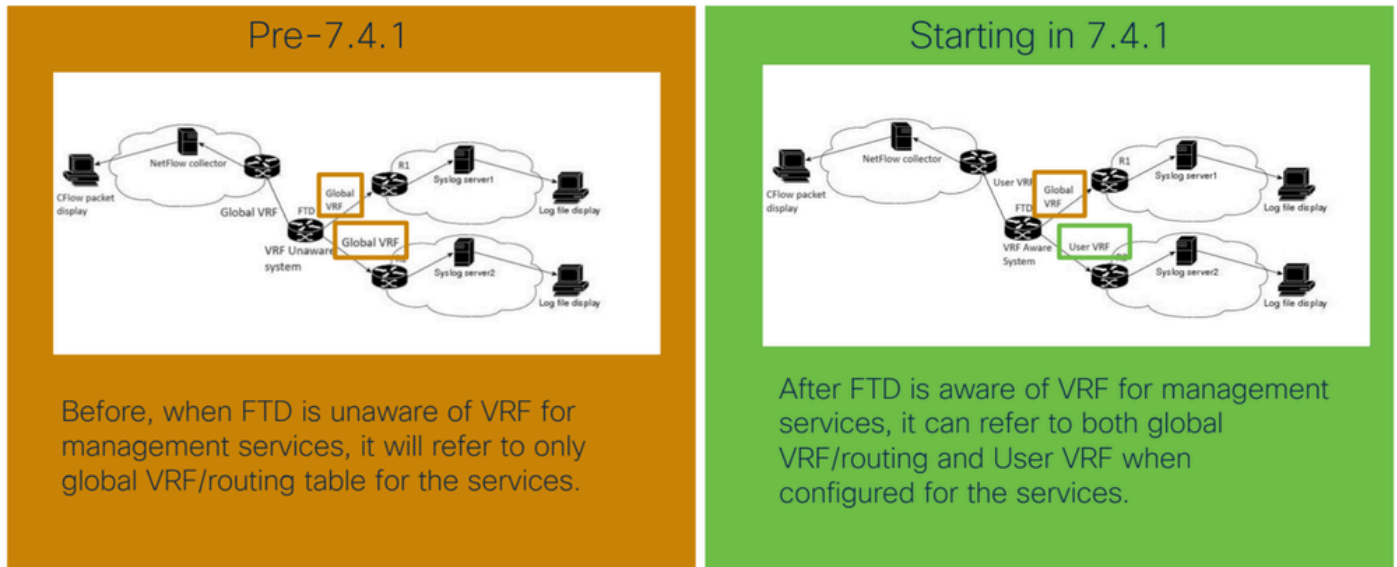 Pre-7.4.1
NetFlow collector
CFlow packet
display
Global VRF
FTD
Global
VRF
R1
Syslog server1
Log file display
VRF Unaware
system
Global VRF
R2
Syslog server2
Log file display
Before, when FTD is unaware of VRF for
management services, it will refer to only
global VRF/routing table for the services.
Starting in 7.4.1
NetFlow collector
CFlow packet
display
User VRF
FTD
Global
VRF
R1
Syslog server1
Log file display
VRF Aware
System
User VRF
R2
Syslog server2
Log file display
After FTD is aware of VRF for management
services, it can refer to both global
VRF/routing and User VRF when
configured for the services.